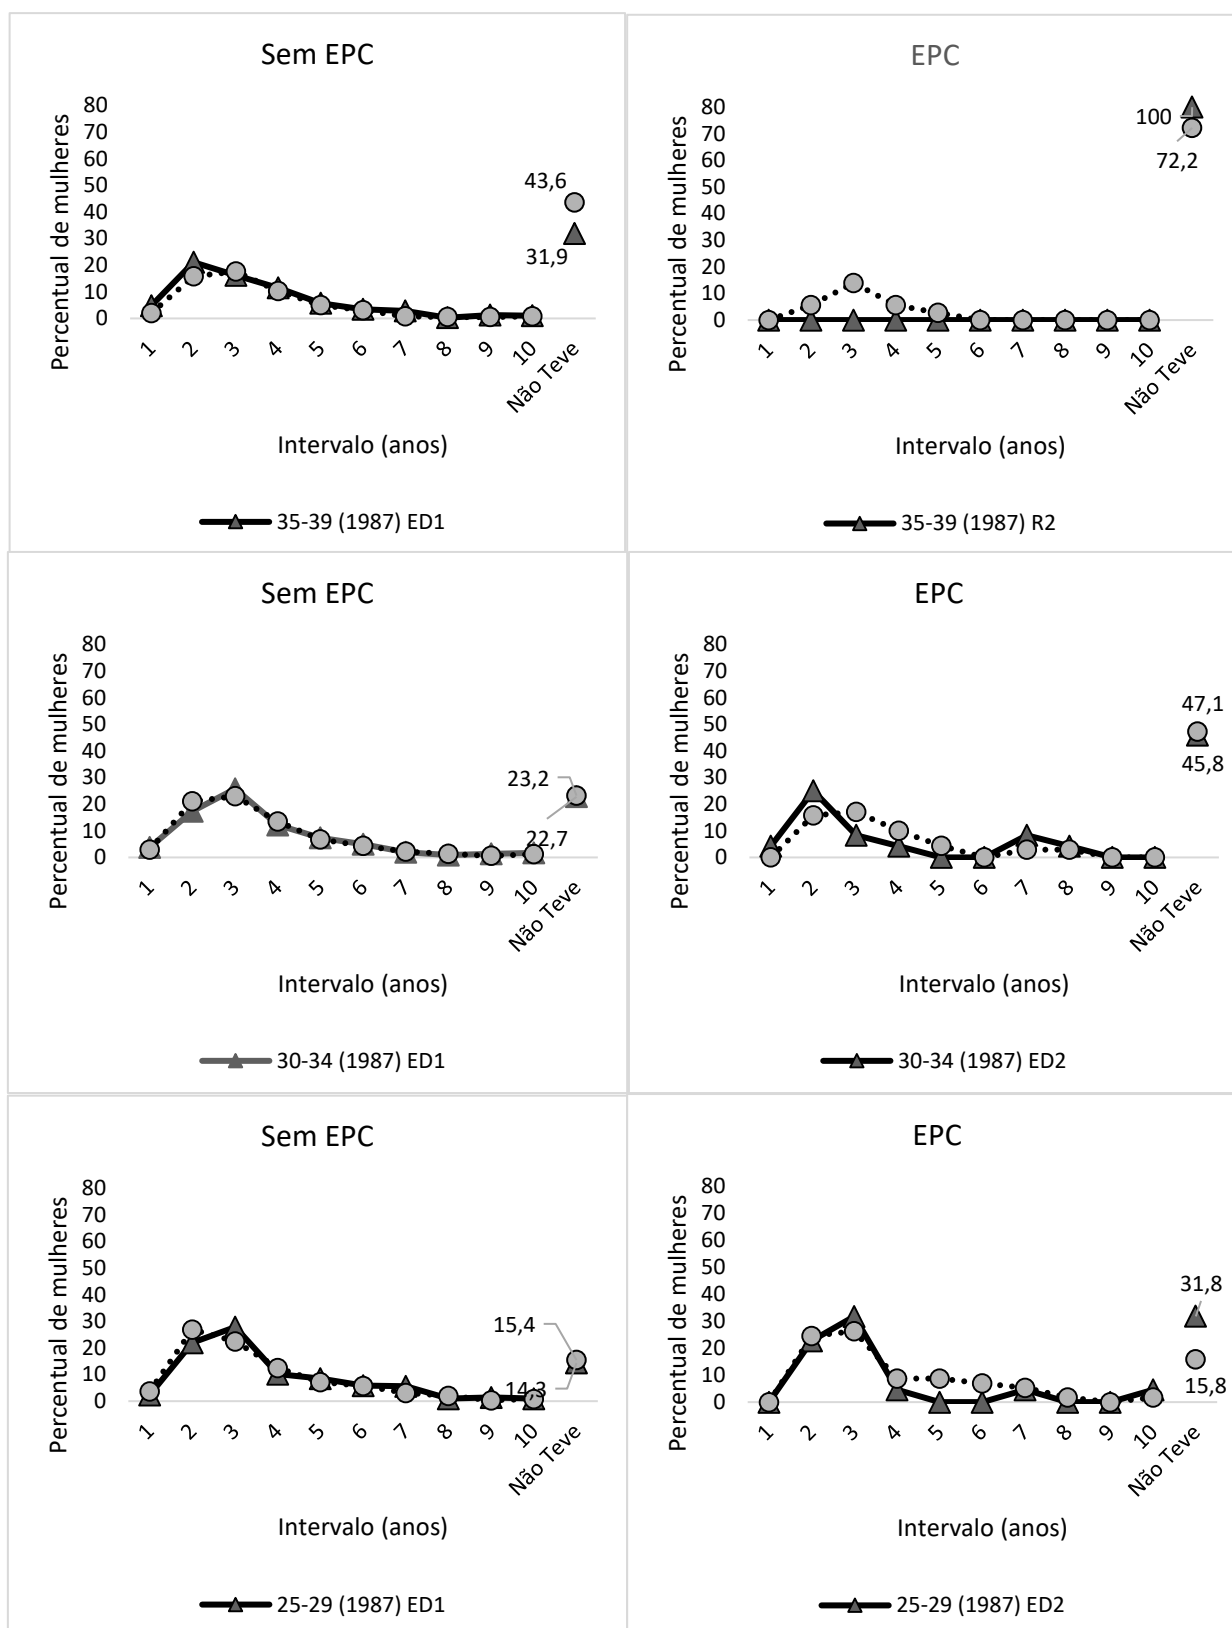 Sem EPC
Percentual de mulheres
80
70
60
50
40
30
20
10
0
43,6
31,9
1 2 3 4 5 6 7 8 9 10 Não Teve
Intervalo (anos)
35-39 (1987) ED1
EPC
Percentual de mulheres
80
70
60
50
40
30
20
10
0
100
72,2
1 2 3 4 5 6 7 8 9 10 Não Teve
Intervalo (anos)
35-39 (1987) R2
Sem EPC
Percentual de mulheres
80
70
60
50
40
30
20
10
0
23,2
22,7
1 2 3 4 5 6 7 8 9 10 Não Teve
Intervalo (anos)
30-34 (1987) ED1
EPC
Percentual de mulheres
80
70
60
50
40
30
20
10
0
47,1
45,8
1 2 3 4 5 6 7 8 9 10 Não Teve
Intervalo (anos)
30-34 (1987) ED2
Sem EPC
Percentual de mulheres
80
70
60
50
40
30
20
10
0
15,4
14,3
1 2 3 4 5 6 7 8 9 10 Não Teve
Intervalo (anos)
25-29 (1987) ED1
EPC
Percentual de mulheres
80
70
60
50
40
30
20
10
0
31,8
15,8
1 2 3 4 5 6 7 8 9 10 Não Teve
Intervalo (anos)
25-29 (1987) ED2